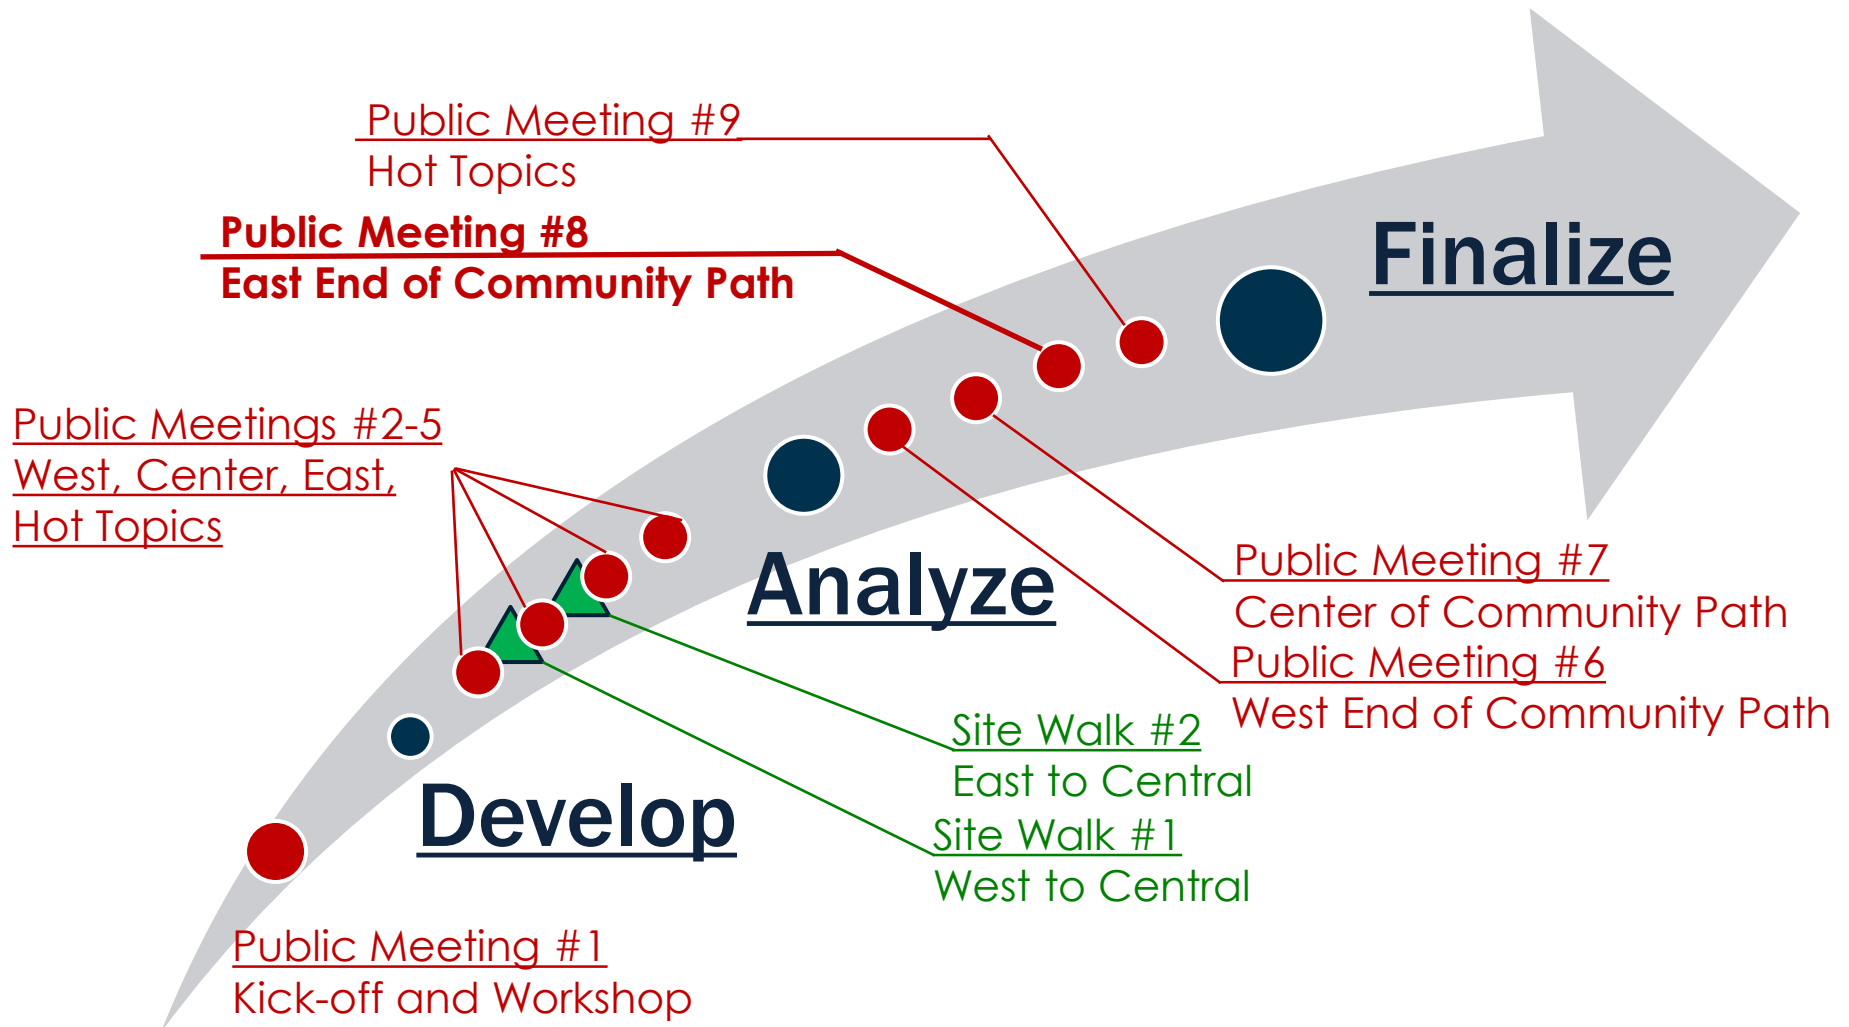 Public Meeting #9
Hot Topics
Public Meeting #8
East End of Community Path
Finalize
Public Meetings #2-5
West, Center, East,
Hot Topics
Analyze
Public Meeting #7
Center of Community Path
Public Meeting #6
West End of Community Path
Site Walk #2
East to Central
Develop
Site Walk #1
West to Central
Public Meeting #1
Kick-off and Workshop